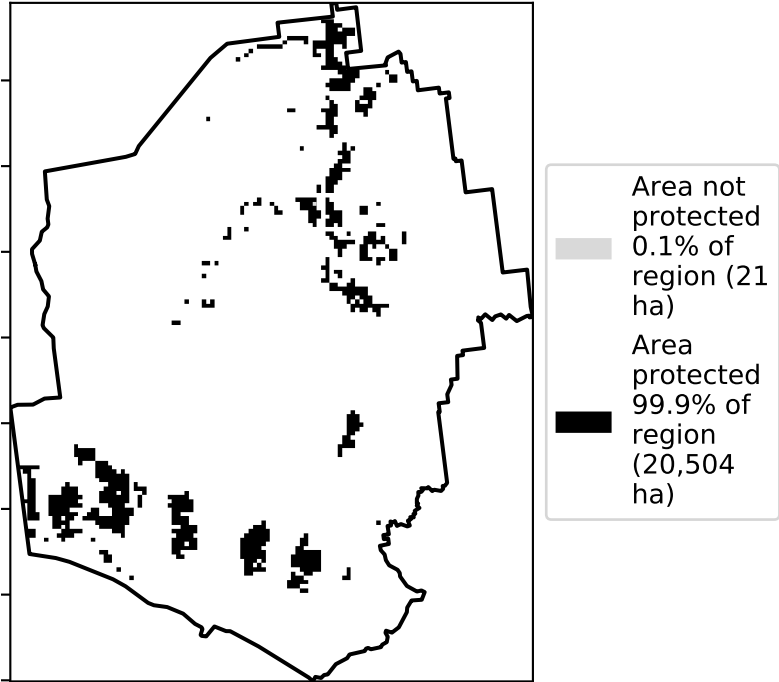 Area not
protected
0.1% of
region (21
ha)
Area
protected
99.9% of
region
(20,504
ha)